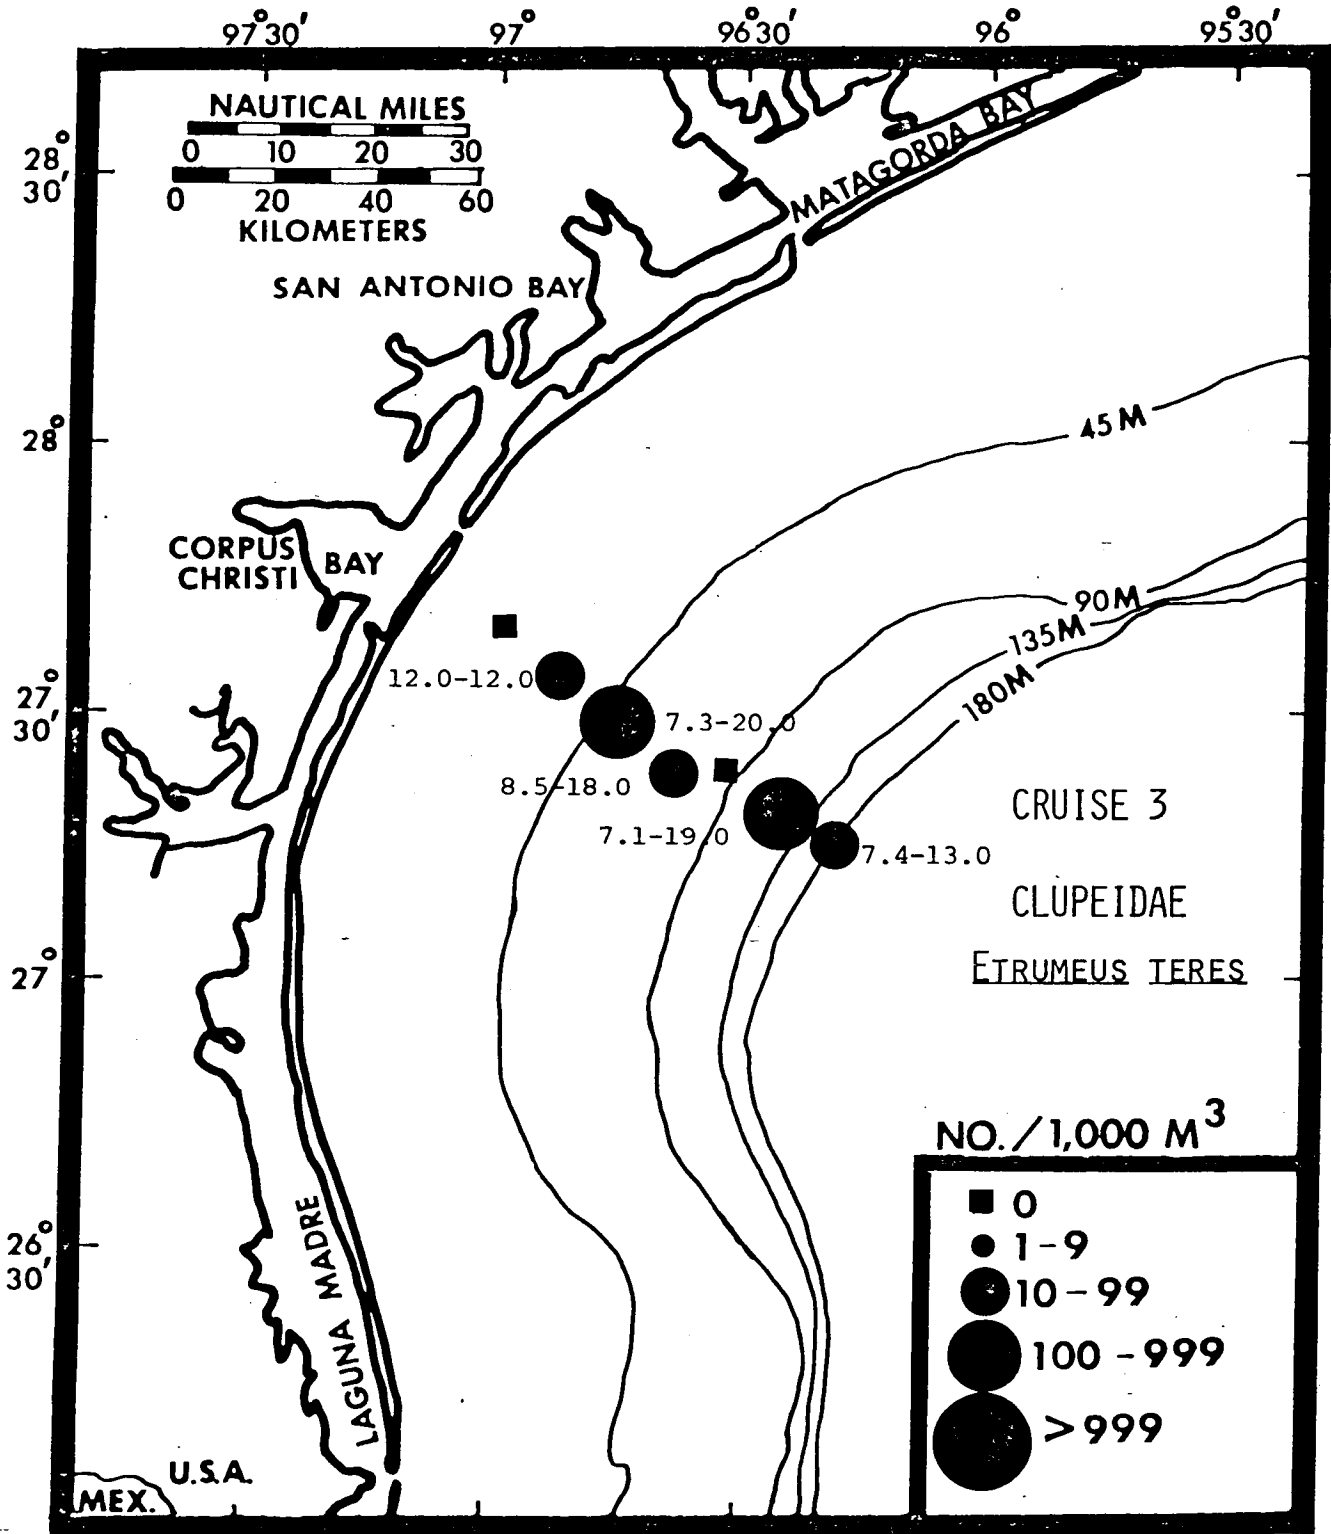 97°30′ 97° 96°30′ 96° 95°30′
NAUTICAL MILES
0 10 20 30
0 20 40 60
KILOMETERS
28°
30′
MATAGORDA BAY
SAN ANTONIO BAY
45 M
28°
CORPUS
CHRISTI BAY
90M
135M
180M
12.0-12.0
27°
30′
7.3-20.0
8.5-18.0
7.1-19.0
7.4-13.0
CRUISE 3
CLUPEIDAE
ETRUMEUS TERES
27°
NO./1,000 M³
0
1-9
10-99
100-999
>999
26°
30′
LAGUNA MADRE
U.S.A.
MEX.